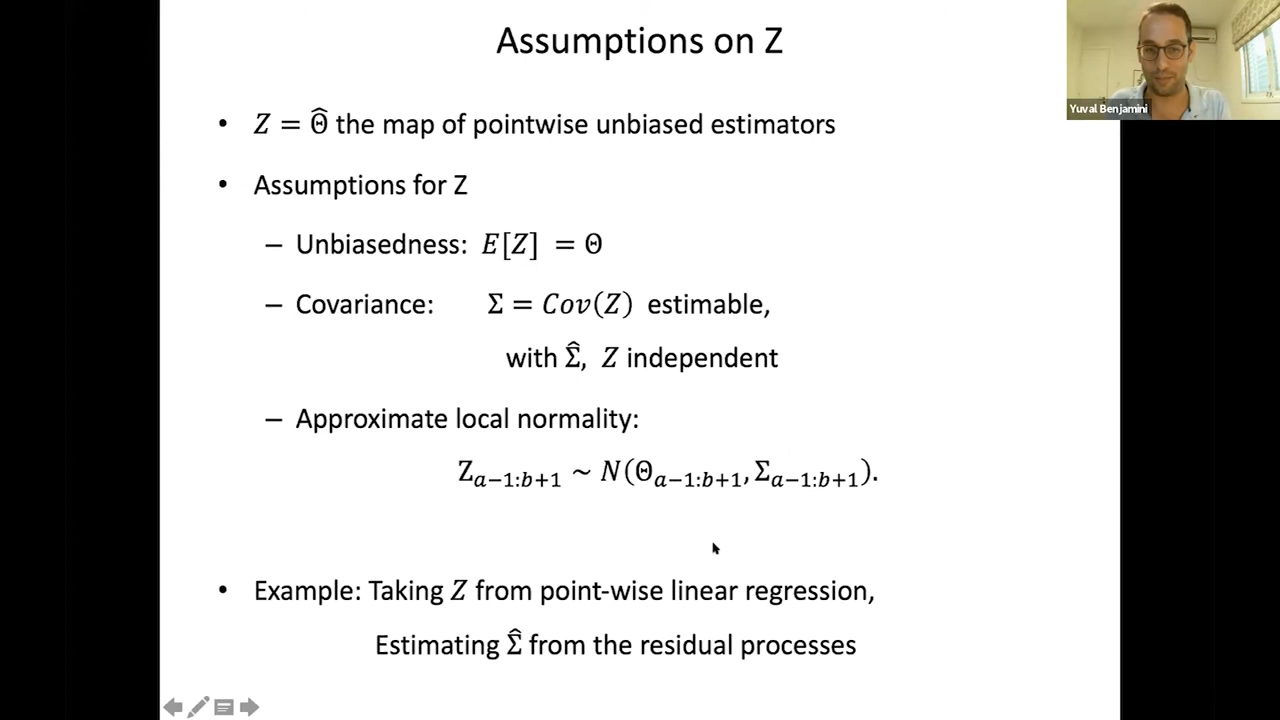 Assumptions on Z
Yuval Benjamini
• Z = Θ̂ the map of pointwise unbiased estimators
• Assumptions for Z
– Unbiasedness: E[Z] = Θ
– Covariance: Σ = Cov(Z) estimable,
with Σ̂, Z independent
– Approximate local normality:
Z_{a−1:b+1} ~ N(Θ_{a−1:b+1}, Σ_{a−1:b+1}).
• Example: Taking Z from point-wise linear regression,
Estimating Σ̂ from the residual processes